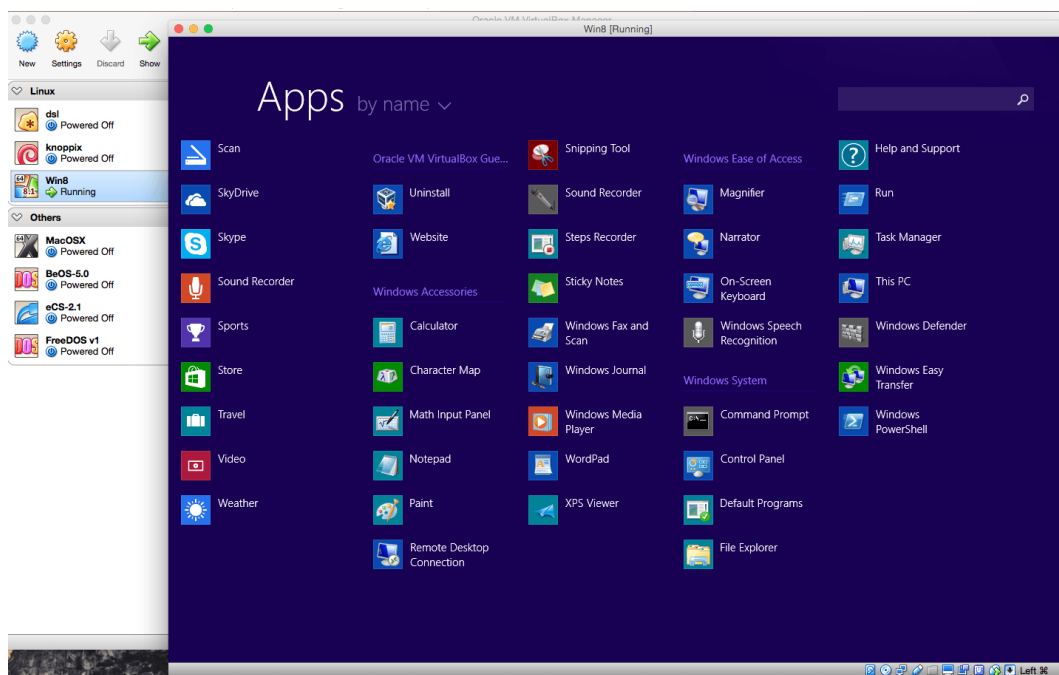 Oracle VM VirtualBox Manager
Win8 [Running]
New
Settings
Discard
Show
Linux
dsl
Powered Off
knoppix
Powered Off
64
8.1
Win8
Running
Others
MacOSX
Powered Off
DOS
BeOS-5.0
Powered Off
eCS-2.1
Powered Off
DOS
FreeDOS v1
Powered Off
Apps by name
Scan
SkyDrive
Skype
Sound Recorder
Sports
Store
Travel
Video
Weather
Oracle VM VirtualBox Gue...
Uninstall
Website
Windows Accessories
Calculator
Character Map
Math Input Panel
Notepad
Paint
Remote Desktop
Connection
Snipping Tool
Sound Recorder
Steps Recorder
Sticky Notes
Windows Fax and
Scan
Windows Journal
Windows Media
Player
WordPad
XPS Viewer
Windows Ease of Access
Magnifier
Narrator
On-Screen
Keyboard
Windows Speech
Recognition
Windows System
Command Prompt
Control Panel
Default Programs
File Explorer
Help and Support
Run
Task Manager
This PC
Windows Defender
Windows Easy
Transfer
Windows
PowerShell
Left ⌘